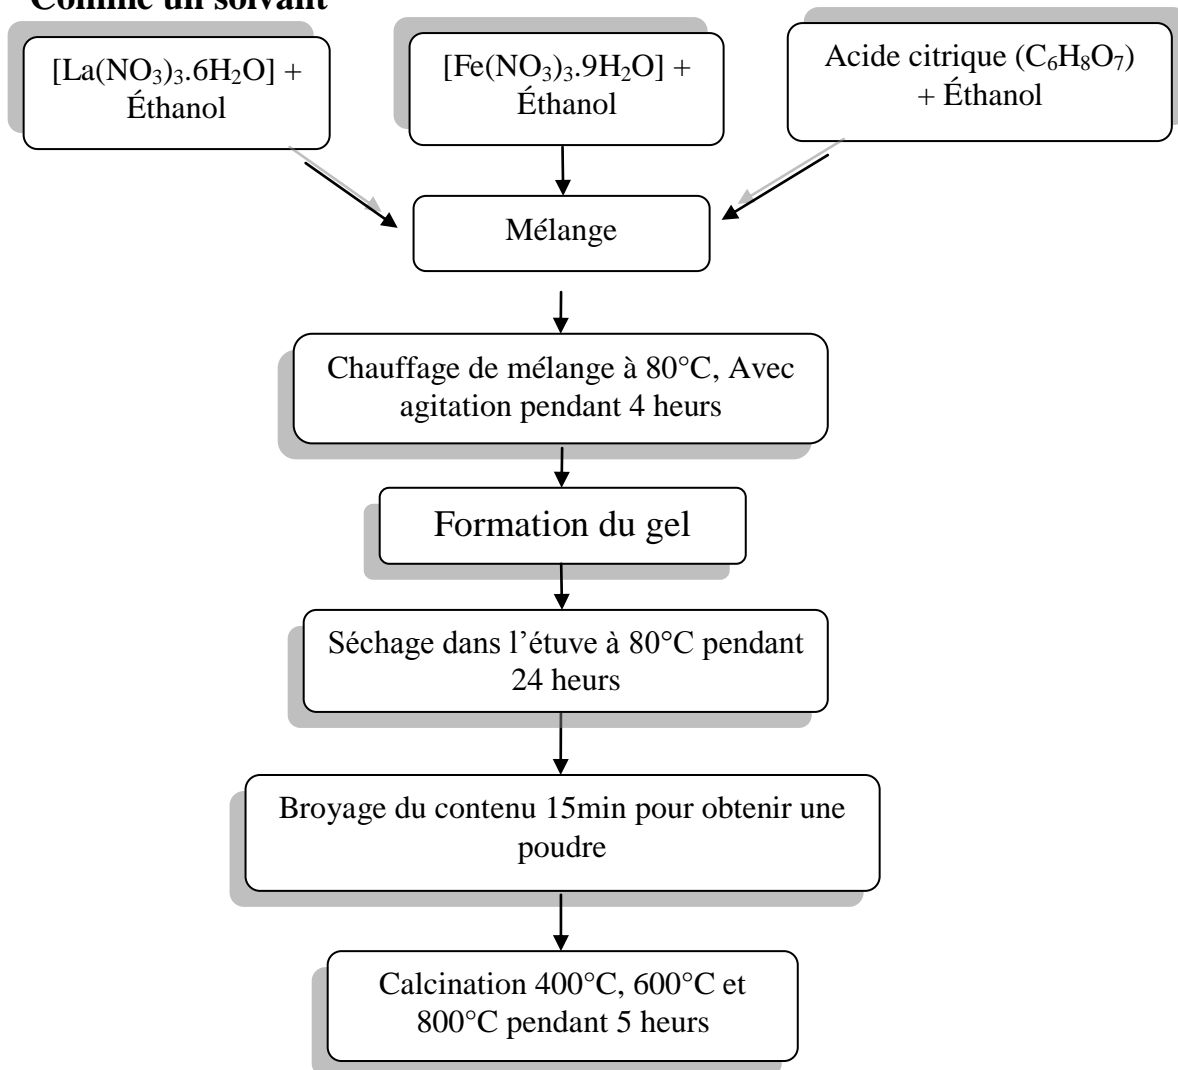 Comme un solvant
[La(NO₃)₃.6H₂O] +
Éthanol
[Fe(NO₃)₃.9H₂O] +
Éthanol
Acide citrique (C₆H₈O₇)
+ Éthanol
Mélange
Chauffage de mélange à 80°C, Avec
agitation pendant 4 heurs
Formation du gel
Séchage dans l’étuve à 80°C pendant
24 heurs
Broyage du contenu 15min pour obtenir une
poudre
Calcination 400°C, 600°C et
800°C pendant 5 heurs